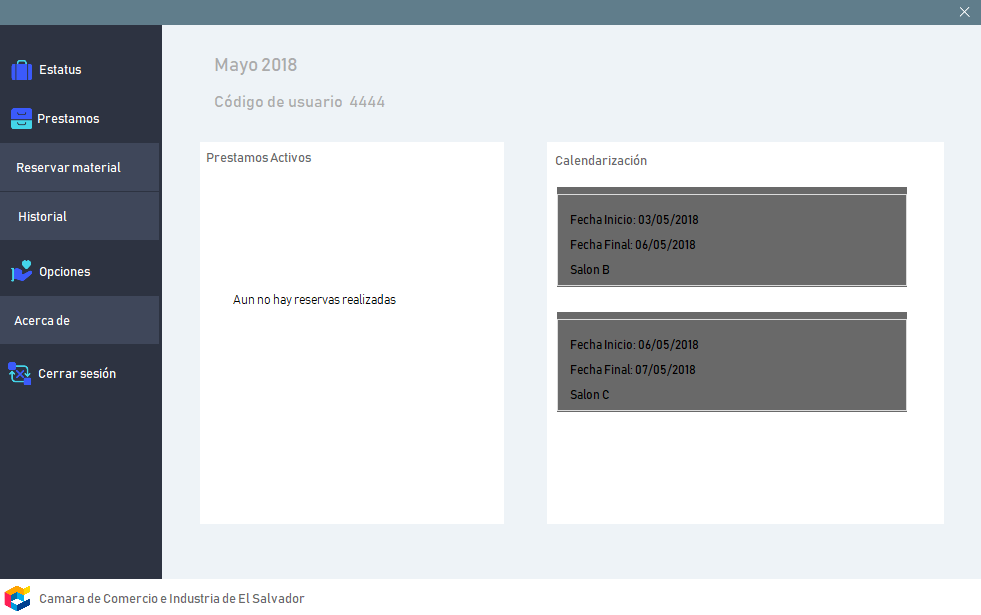 Estatus
Prestamos
Reservar material
Historial
Opciones
Acerca de
Cerrar sesión
Mayo 2018
Código de usuario 4444
Prestamos Activos
Aun no hay reservas realizadas
Calendarización
Fecha Inicio: 03/05/2018
Fecha Final: 06/05/2018
Salon B
Fecha Inicio: 06/05/2018
Fecha Final: 07/05/2018
Salon C
Camara de Comercio e Industria de El Salvador